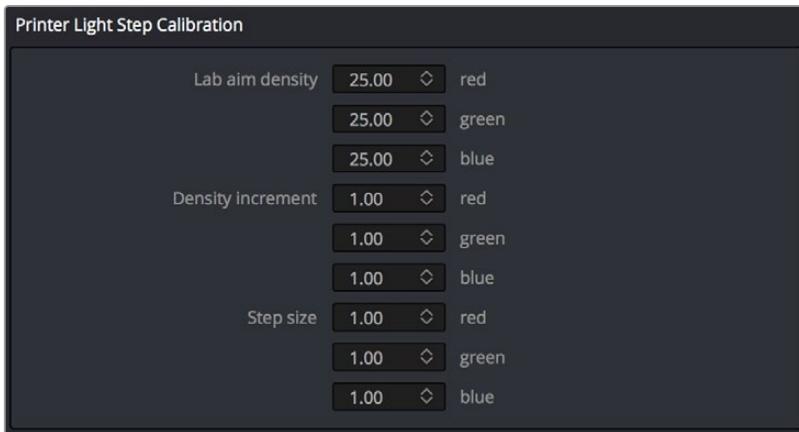 Printer Light Step Calibration
Lab aim density 25.00 red
25.00 green
25.00 blue
Density increment 1.00 red
1.00 green
1.00 blue
Step size 1.00 red
1.00 green
1.00 blue